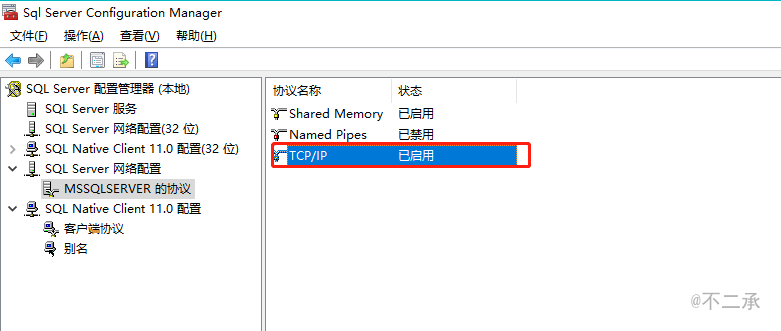 Sql Server Configuration Manager
文件(F) 操作(A) 查看(V) 帮助(H)
SQL Server 配置管理器 (本地)
SQL Server 服务
SQL Server 网络配置(32 位)
SQL Native Client 11.0 配置(32 位)
SQL Server 网络配置
MSSQLSERVER 的协议
SQL Native Client 11.0 配置
客户端协议
别名
协议名称 状态
Shared Memory 已启用
Named Pipes 已禁用
TCP/IP 已启用
@不二承